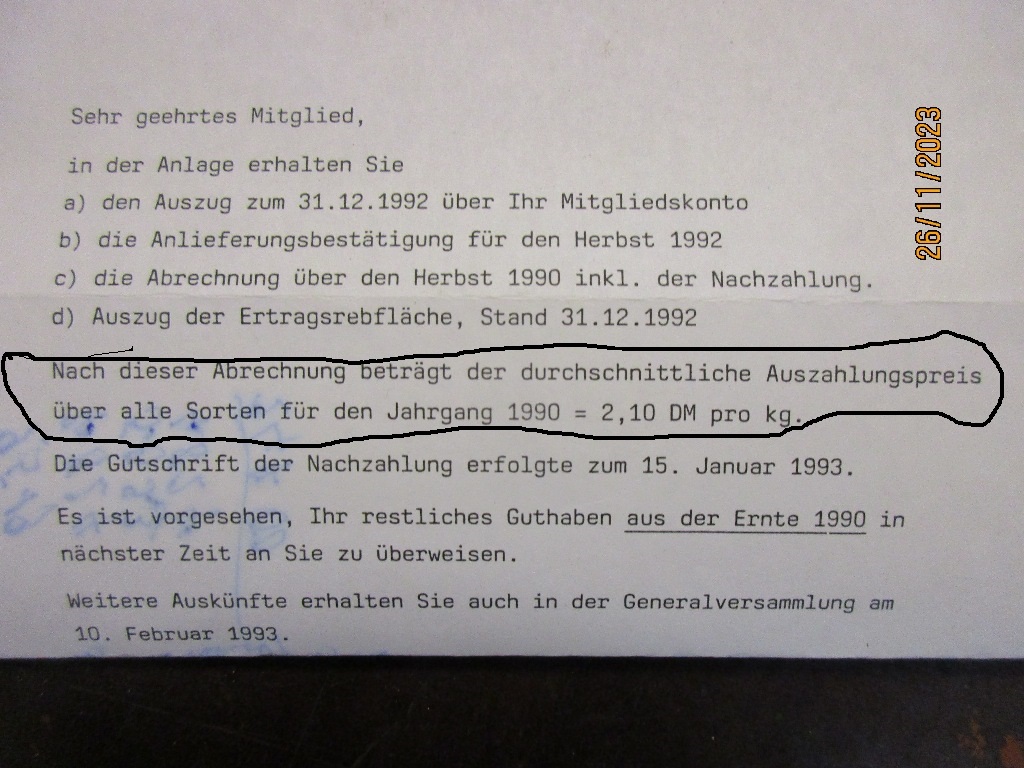 Sehr geehrtes Mitglied,
in der Anlage erhalten Sie
a) den Auszug zum 31.12.1992 über Ihr Mitgliedskonto
b) die Anlieferungsbestätigung für den Herbst 1992
c) die Abrechnung über den Herbst 1990 inkl. der Nachzahlung.
d) Auszug der Ertragsrebfläche, Stand 31.12.1992
Nach dieser Abrechnung beträgt der durchschnittliche Auszahlungspreis
über alle Sorten für den Jahrgang 1990 = 2,10 DM pro kg.
Die Gutschrift der Nachzahlung erfolgte zum 15. Januar 1993.
Es ist vorgesehen, Ihr restliches Guthaben aus der Ernte 1990 in
nächster Zeit an Sie zu überweisen.
Weitere Auskünfte erhalten Sie auch in der Generalversammlung am
10. Februar 1993.
26/11/2023